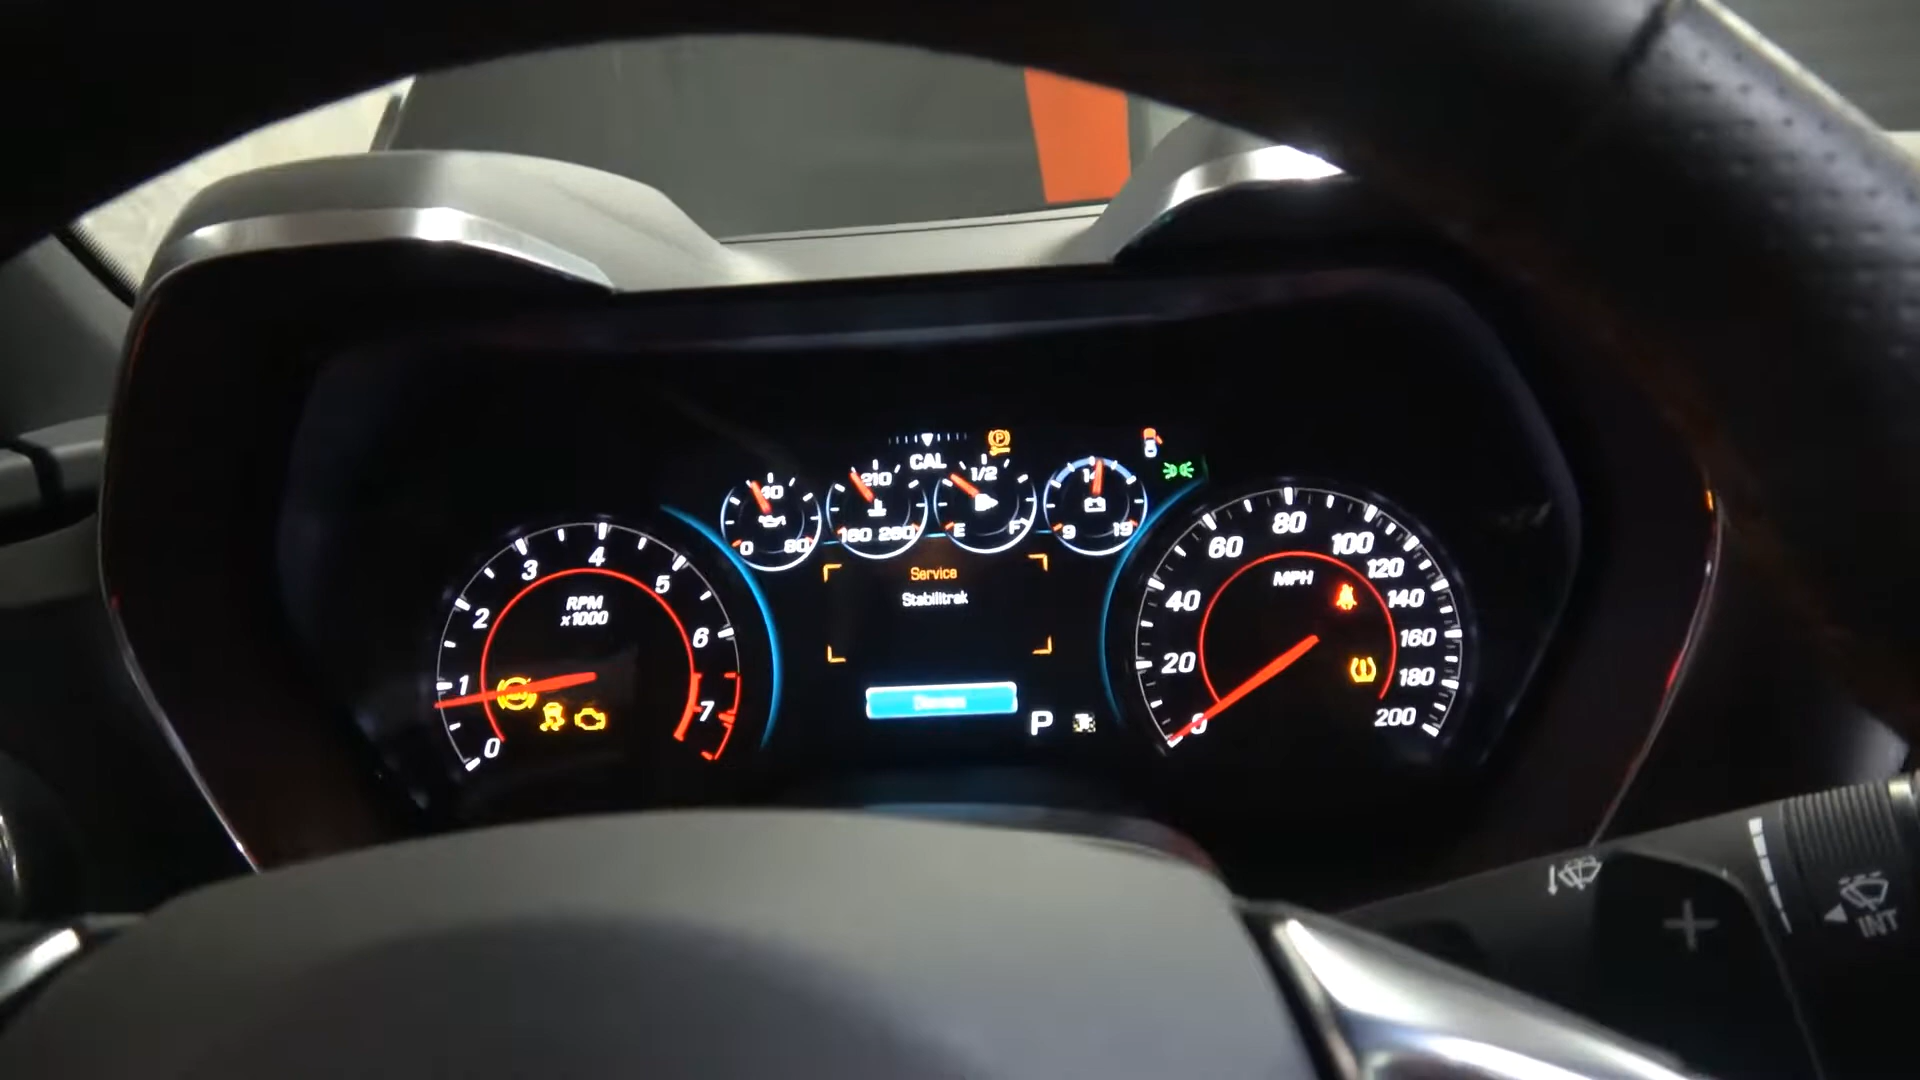 CAL
40
0 80
210
160 260
1/2
E F
9 19
Service
Stabilitrak
P
RPM
x1000
0
1
2
3
4
5
6
7
MPH
0
20
40
60
80
100
120
140
160
180
200
+
INT